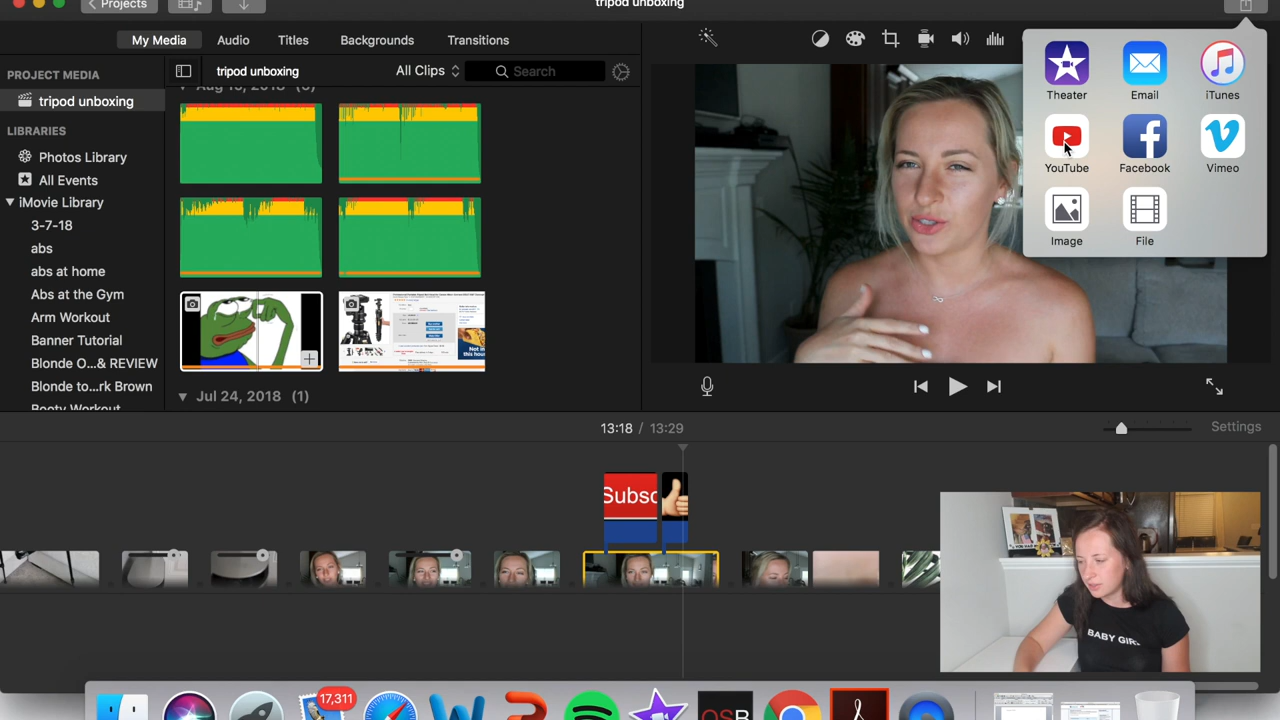 Projects
tripod unboxing
My Media
Audio
Titles
Backgrounds
Transitions
PROJECT MEDIA
tripod unboxing
LIBRARIES
Photos Library
All Events
iMovie Library
3-7-18
abs
abs at home
Abs at the Gym
Arm Workout
Banner Tutorial
Blonde O...& REVIEW
Blonde to...rk Brown
Booty Workout
tripod unboxing
All Clips
Search
Jul 24, 2018 (1)
Theater
Email
iTunes
YouTube
Facebook
Vimeo
Image
File
13:18 / 13:29
Settings
Subsc
BABY GIRL
17,311
OSB